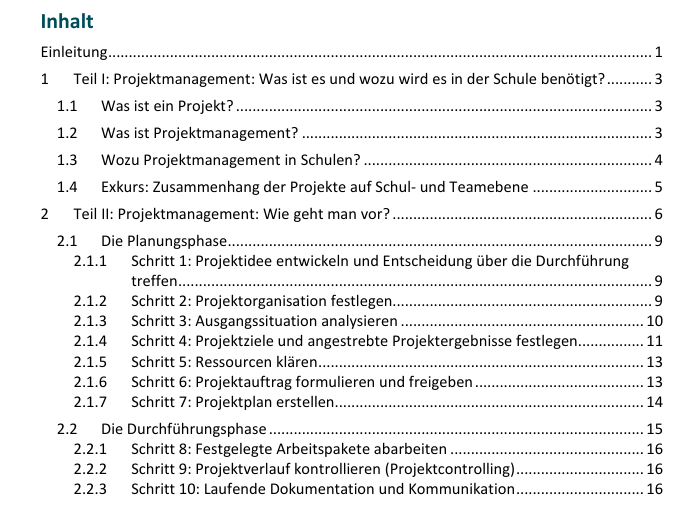 Inhalt
Einleitung........................................................................................................................ 1
1 Teil I: Projektmanagement: Was ist es und wozu wird es in der Schule benötigt? .......... 3
1.1 Was ist ein Projekt? ........................................................................................... 3
1.2 Was ist Projektmanagement? ............................................................................ 3
1.3 Wozu Projektmanagement in Schulen? .............................................................. 4
1.4 Exkurs: Zusammenhang der Projekte auf Schul- und Teamebene .......................... 5
2 Teil II: Projektmanagement: Wie geht man vor? ......................................................... 6
2.1 Die Planungsphase............................................................................................ 9
2.1.1 Schritt 1: Projektidee entwickeln und Entscheidung über die Durchführung
treffen......................................................................................................... 9
2.1.2 Schritt 2: Projektorganisation festlegen......................................................... 9
2.1.3 Schritt 3: Ausgangssituation analysieren ...................................................... 10
2.1.4 Schritt 4: Projektziele und angestrebte Projektergebnisse festlegen............... 11
2.1.5 Schritt 5: Ressourcen klären........................................................................ 13
2.1.6 Schritt 6: Projektauftrag formulieren und freigeben ...................................... 13
2.1.7 Schritt 7: Projektplan erstellen..................................................................... 14
2.2 Die Durchführungsphase .................................................................................. 15
2.2.1 Schritt 8: Festgelegte Arbeitspakete abarbeiten ........................................... 16
2.2.2 Schritt 9: Projektverlauf kontrollieren (Projektcontrolling)............................. 16
2.2.3 Schritt 10: Laufende Dokumentation und Kommunikation............................. 16